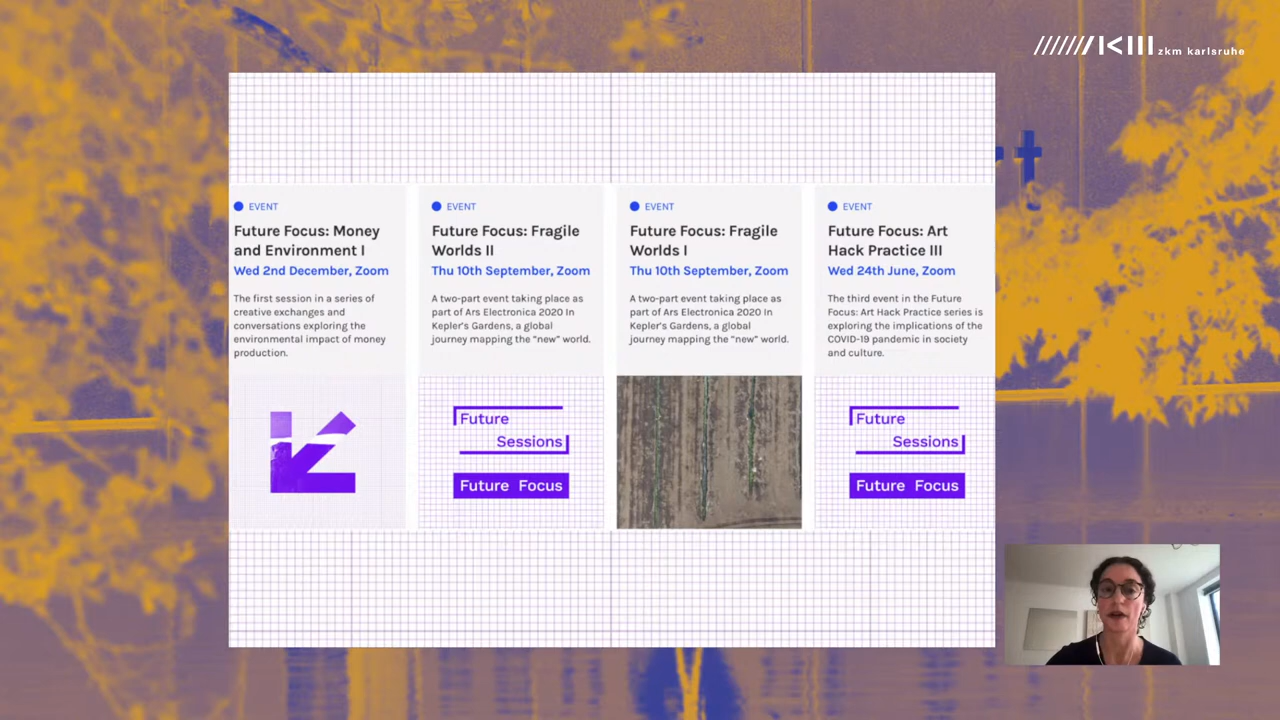 zkm karlsruhe
EVENT
Future Focus: Money
and Environment I
Wed 2nd December, Zoom
The first session in a series of
creative exchanges and
conversations exploring the
environmental impact of money
production.
EVENT
Future Focus: Fragile
Worlds II
Thu 10th September, Zoom
A two-part event taking place as
part of Ars Electronica 2020 In
Kepler's Gardens, a global
journey mapping the “new” world.
Future
Sessions
Future Focus
EVENT
Future Focus: Fragile
Worlds I
Thu 10th September, Zoom
A two-part event taking place as
part of Ars Electronica 2020 In
Kepler's Gardens, a global
journey mapping the “new” world.
EVENT
Future Focus: Art
Hack Practice III
Wed 24th June, Zoom
The third event in the Future
Focus: Art Hack Practice series is
exploring the implications of the
COVID-19 pandemic in society
and culture.
Future
Sessions
Future Focus